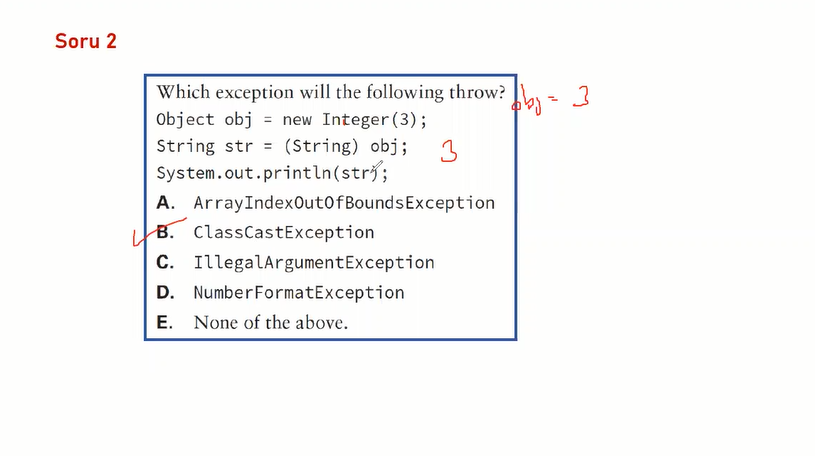 Soru 2
Which exception will the following throw?
obj = 3
Object obj = new Integer(3);
String str = (String) obj;
3
System.out.println(str);
A. ArrayIndexOutOfBoundsException
B. ClassCastException
C. IllegalArgumentException
D. NumberFormatException
E. None of the above.